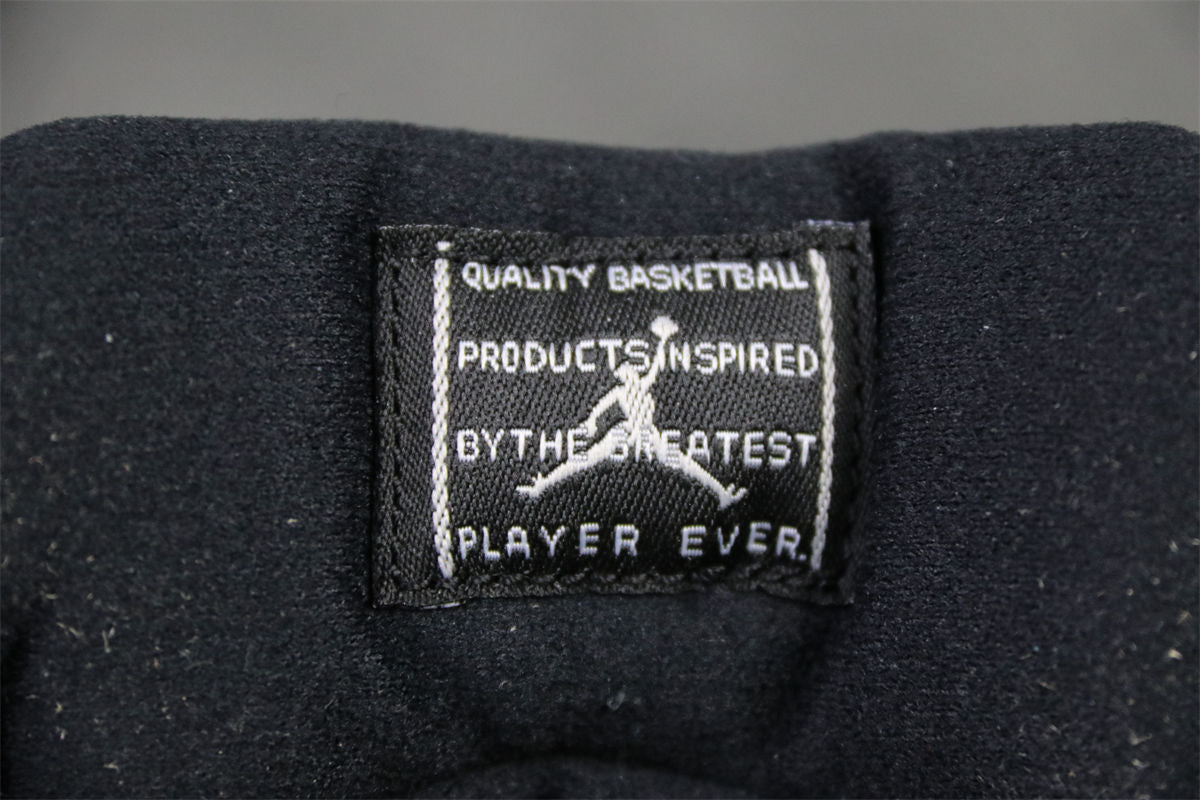 QUALITY BASKETBALL
PRODUCTS INSPIRED
BY THE GREATEST
PLAYER EVER.